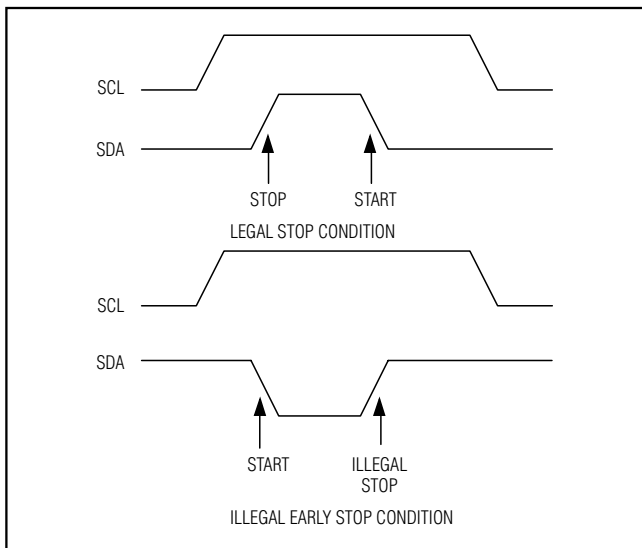 SCL
SDA
STOP START
LEGAL STOP CONDITION
SCL
SDA
START ILLEGAL
STOP
ILLEGAL EARLY STOP CONDITION